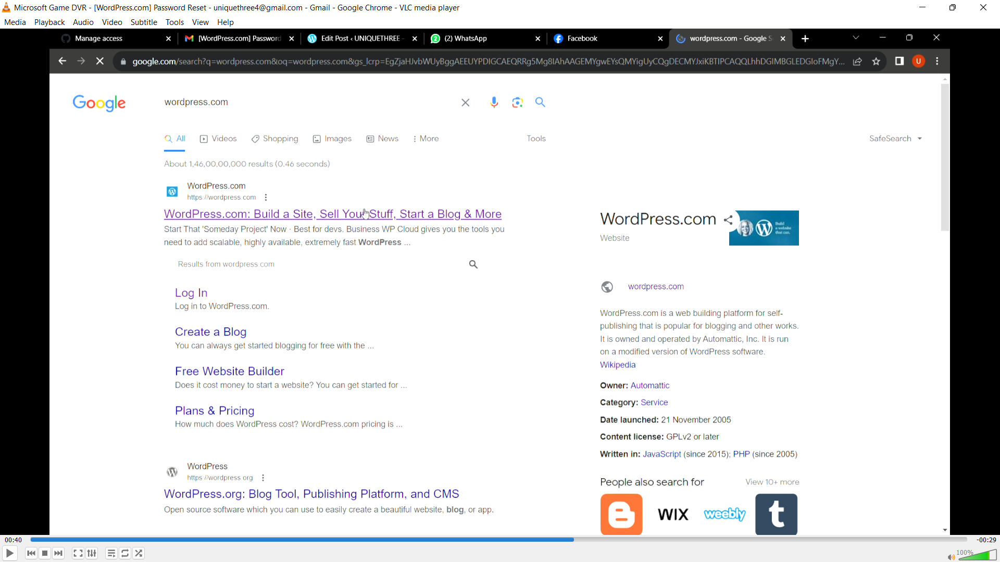 Microsoft Game DVR - [WordPress.com] Password Reset - uniquethree4@gmail.com - Gmail - Google Chrome - VLC media player
Media Playback Audio Video Subtitle Tools View Help
Manage access [WordPress.com] Password Edit Post ‹ UNIQUETHREE - (2) WhatsApp Facebook wordpress.com - Google S
google.com/search?q=wordpress.com&oq=wordpress.com&gs_lcrp=EgZjaHJvbWUyBggAEEUYPDIGCAEQRRg5Mg8IAhAAGEMYgwEYsQMYigUyCQgDECMYJxiKBTIPCAQQLhhDGIMBGLEDGIoFMgY... U
Google wordpress.com
All Videos Shopping Images News More Tools SafeSearch
About 1,46,00,00,000 results (0.46 seconds)
WordPress.com
https://wordpress.com
WordPress.com: Build a Site, Sell Your Stuff, Start a Blog & More
Start That 'Someday Project' Now · Best for devs. Business WP Cloud gives you the tools you
need to add scalable, highly available, extremely fast WordPress ...
Results from wordpress.com
Log In
Log in to WordPress.com.
Create a Blog
You can always get started blogging for free with the ...
Free Website Builder
Does it cost money to start a website? You can get started for ...
Plans & Pricing
How much does WordPress cost? WordPress.com pricing is ...
WordPress
https://wordpress.org
WordPress.org: Blog Tool, Publishing Platform, and CMS
Open source software which you can use to easily create a beautiful website, blog, or app.
WordPress.com
Website
Build
a website
that can.
wordpress.com
WordPress.com is a web building platform for self-
publishing that is popular for blogging and other works.
It is owned and operated by Automattic, Inc. It is run
on a modified version of WordPress software.
Wikipedia
Owner: Automattic
Category: Service
Date launched: 21 November 2005
Content license: GPLv2 or later
Written in: JavaScript (since 2015); PHP (since 2005)
People also search for View 10+ more
WIX weebly t
00:40 -00:29
100%